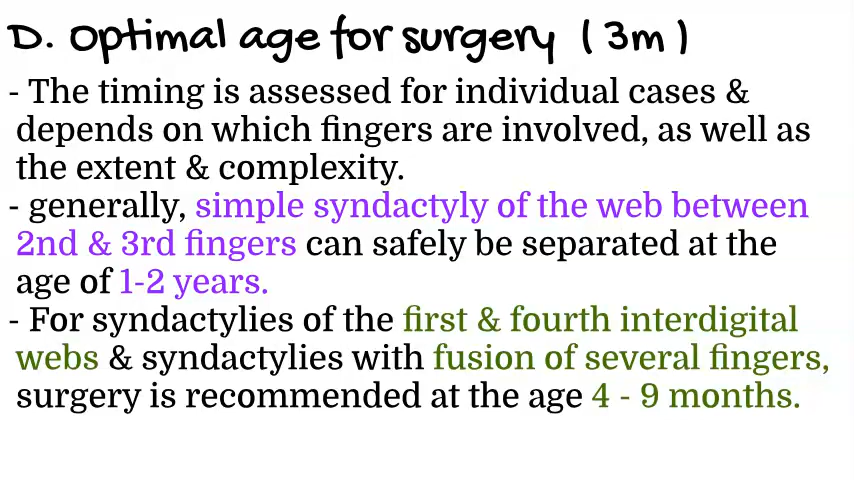 D. Optimal age for surgery ( 3m )
- The timing is assessed for individual cases &
depends on which fingers are involved, as well as
the extent & complexity.
- generally, simple syndactyly of the web between
2nd & 3rd fingers can safely be separated at the
age of 1-2 years.
- For syndactylies of the first & fourth interdigital
webs & syndactylies with fusion of several fingers,
surgery is recommended at the age 4 - 9 months.